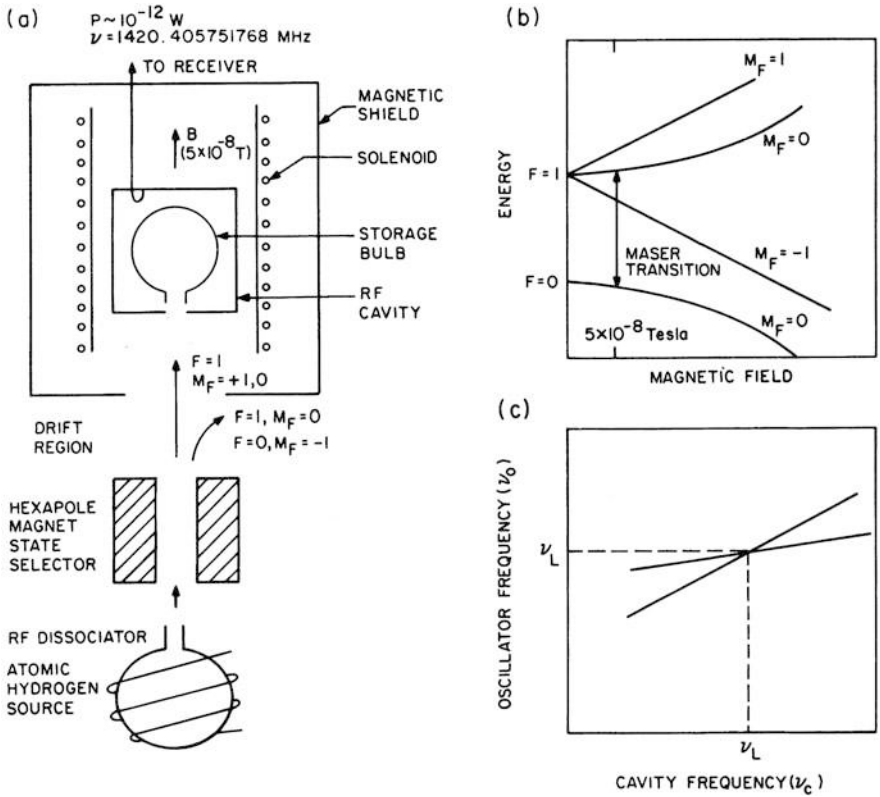 (a)
P~10⁻¹² W
ν=1420.405751768 MHz
TO RECEIVER
MAGNETIC
SHIELD
B
(5×10⁻⁸T)
SOLENOID
STORAGE
BULB
RF
CAVITY
F=1
M_F=+1,0
DRIFT
REGION
F=1, M_F=0
F=0,M_F=-1
HEXAPOLE
MAGNET
STATE
SELECTOR
RF DISSOCIATOR
ATOMIC
HYDROGEN
SOURCE
(b)
ENERGY
M_F=1
M_F=0
F=1
M_F=-1
MASER
TRANSITION
F=0
M_F=0
5×10⁻⁸ Tesla
MAGNETIC FIELD
(c)
OSCILLATOR FREQUENCY(ν_o)
ν_L
ν_L
CAVITY FREQUENCY(ν_c)